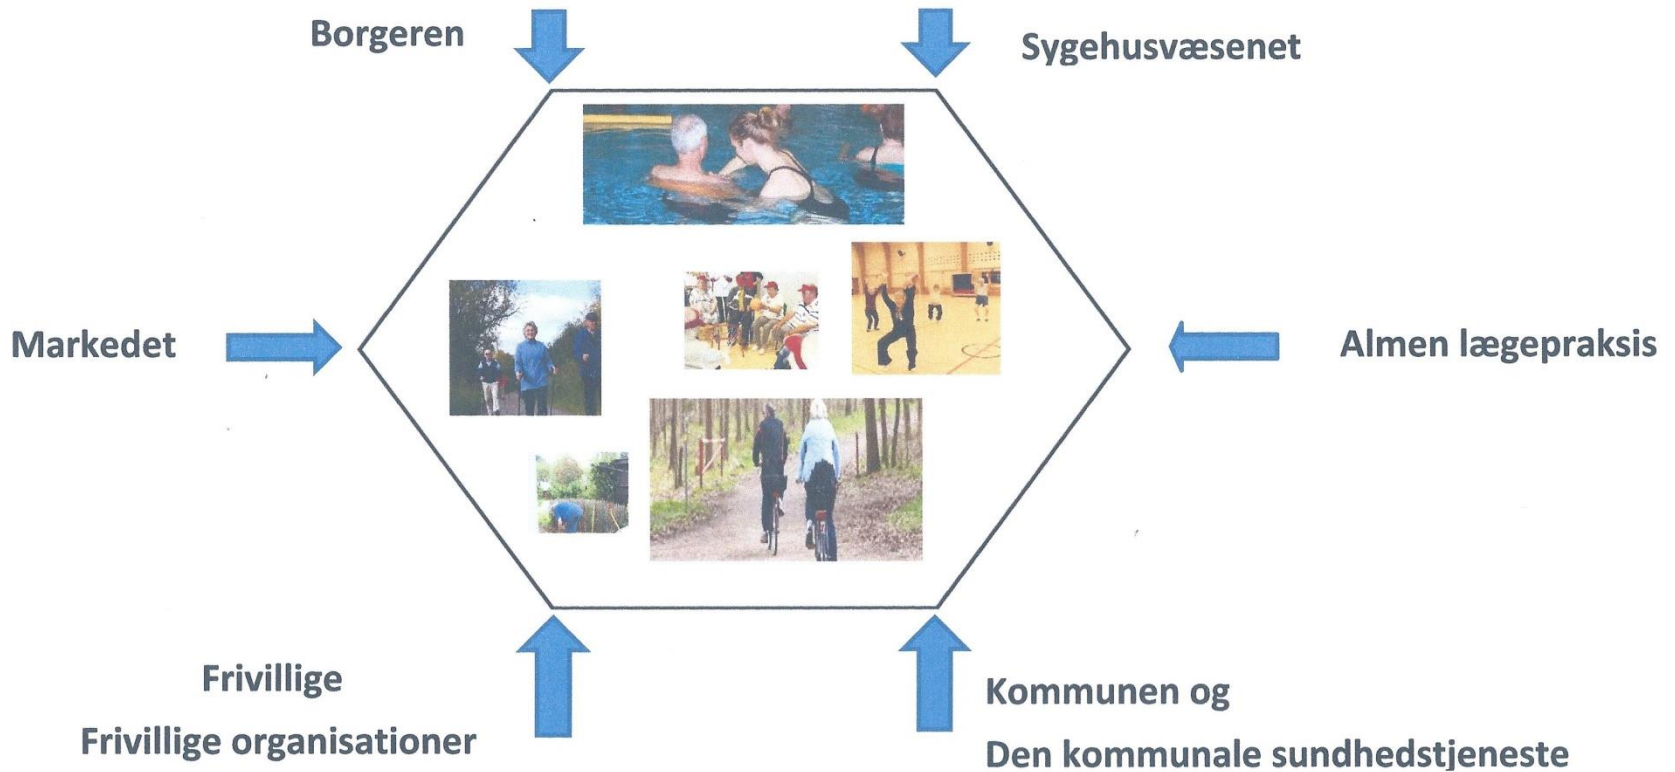 Borgeren
Sygehusvæsenet
Markedet
Almen lægepraksis
Frivillige
Frivillige organisationer
Kommunen og
Den kommunale sundhedstjeneste